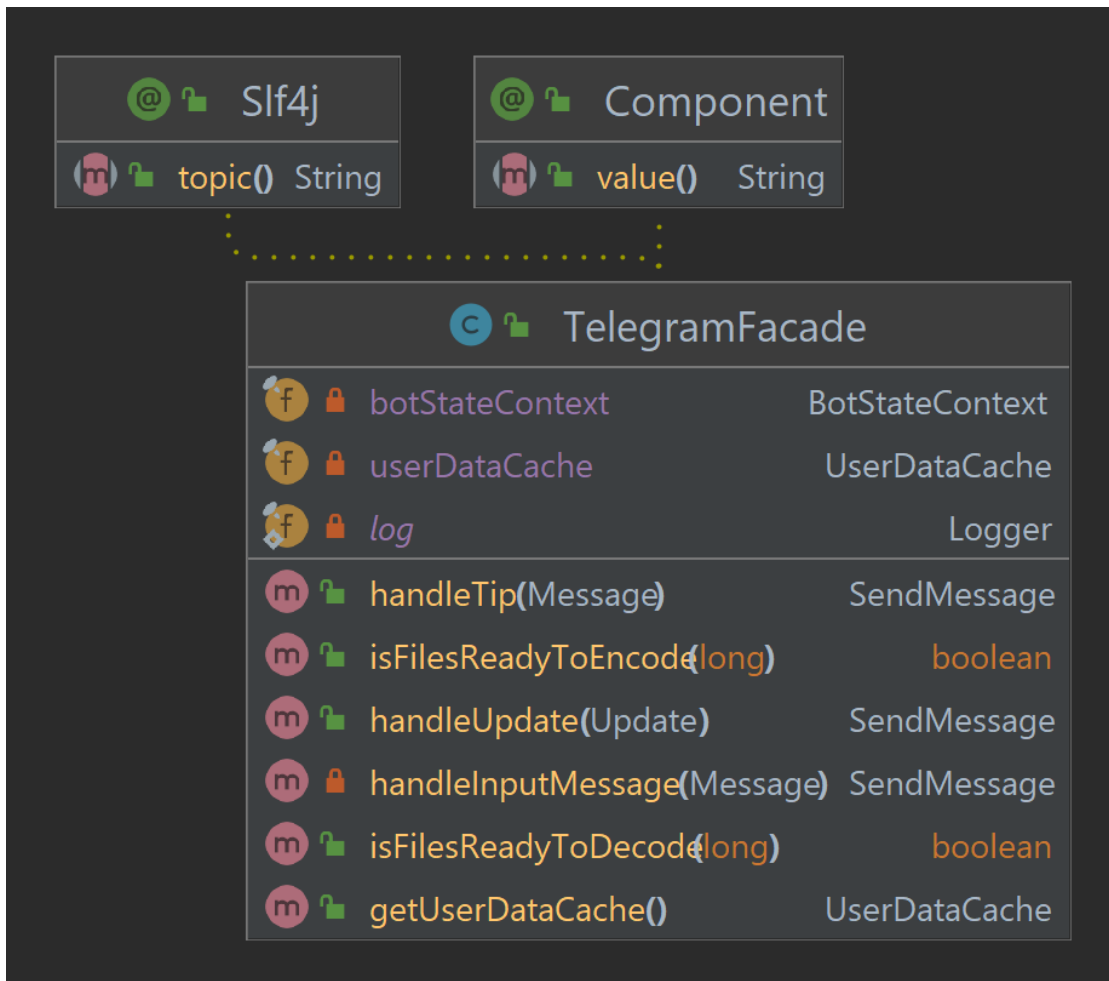 Slf4j
topic() String
Component
value() String
TelegramFacade
botStateContext BotStateContext
userDataCache UserDataCache
log Logger
handleTip(Message) SendMessage
isFilesReadyToEncode(long) boolean
handleUpdate(Update) SendMessage
handleInputMessage(Message) SendMessage
isFilesReadyToDecode(long) boolean
getUserDataCache() UserDataCache